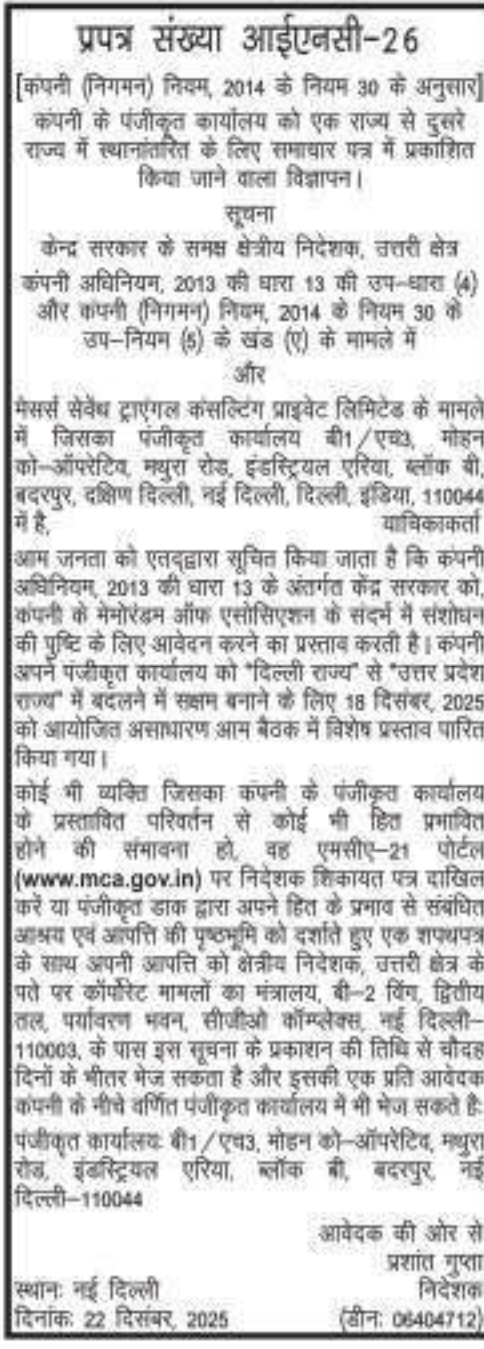 प्रपत्र संख्या आईएनसी-26
[कंपनी (निगमन) नियम, 2014 के नियम 30 के अनुसार]
कंपनी के पंजीकृत कार्यालय को एक राज्य से दुसरे
राज्य में स्थानांतरित के लिए समाचार पत्र में प्रकाशित
किया जाने वाला विज्ञापन।
सूचना
केन्द्र सरकार के समक्ष क्षेत्रीय निदेशक, उत्तरी क्षेत्र
कंपनी अधिनियम, 2013 की धारा 13 की उप-धारा (4)
और कंपनी (निगमन) नियम, 2014 के नियम 30 के
उप-नियम (5) के खंड (ए) के मामले में
और
मैसर्स सेवेंथ ट्राएंगल कंसल्टिंग प्राइवेट लिमिटेड के मामले
में जिसका पंजीकृत कार्यालय बी1/एच3, मोहन
को-ऑपरेटिव, मथुरा रोड, इंडस्ट्रियल एरिया, ब्लॉक बी,
बदरपुर, दक्षिण दिल्ली, नई दिल्ली, दिल्ली, इंडिया, 110044
में है, याचिकाकर्ता
आम जनता को एतद्द्वारा सूचित किया जाता है कि कंपनी
अधिनियम, 2013 की धारा 13 के अंतर्गत केंद्र सरकार को,
कंपनी के मेमोरंडम ऑफ एसोसिएशन के संदर्भ में संशोधन
की पुष्टि के लिए आवेदन करने का प्रस्ताव करती है। कंपनी
अपने पंजीकृत कार्यालय को "दिल्ली राज्य" से "उत्तर प्रदेश
राज्य" में बदलने में सक्षम बनाने के लिए 18 दिसंबर, 2025
को आयोजित असाधारण आम बैठक में विशेष प्रस्ताव पारित
किया गया।
कोई भी व्यक्ति जिसका कंपनी के पंजीकृत कार्यालय
के प्रस्तावित परिवर्तन से कोई भी हित प्रभावित
होने की संभावना हो, वह एमसीए-21 पोर्टल
(www.mca.gov.in) पर निदेशक शिकायत पत्र दाखिल
करें या पंजीकृत डाक द्वारा अपने हित के प्रभाव से संबंधित
आश्रय एवं आपत्ति की पृष्ठभूमि को दर्शाते हुए एक शपथपत्र
के साथ अपनी आपत्ति को क्षेत्रीय निदेशक, उत्तरी क्षेत्र के
पते पर कॉर्पोरेट मामलों का मंत्रालय, बी-2 विंग, द्वितीय
तल, पर्यावरण भवन, सीजीओ कॉम्प्लेक्स, नई दिल्ली-
110003, के पास इस सूचना के प्रकाशन की तिथि से चौदह
दिनों के भीतर भेज सकता है और इसकी एक प्रति आवेदक
कंपनी के नीचे वर्णित पंजीकृत कार्यालय में भी भेज सकते हैः
पंजीकृत कार्यालयः बी1/एच3, मोहन को-ऑपरेटिव, मथुरा
रोड, इंडस्ट्रियल एरिया, ब्लॉक बी, बदरपुर, नई
दिल्ली-110044
आवेदक की ओर से
प्रशांत गुप्ता
स्थानः नई दिल्ली निदेशक
दिनांकः 22 दिसंबर, 2025 (डीनः 06404712)